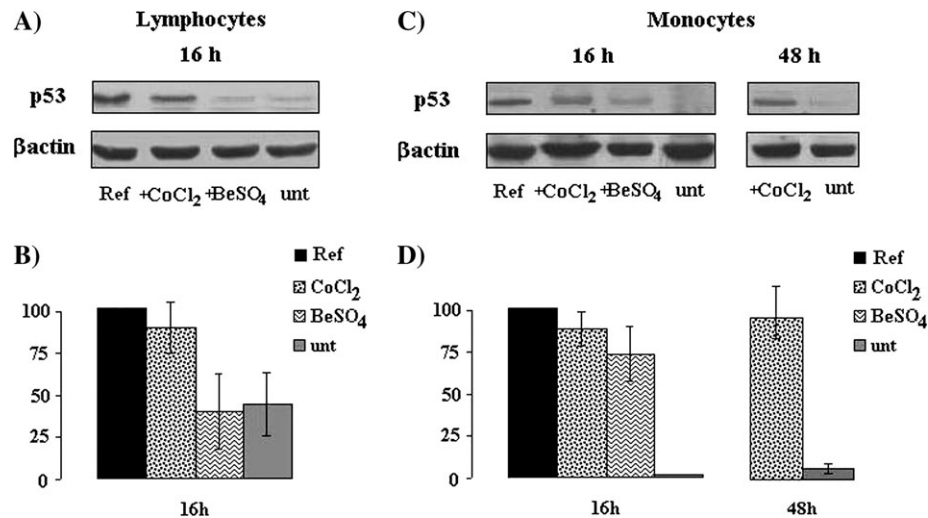 A) Lymphocytes
16 h
p53
βactin
Ref +CoCl2 +BeSO4 unt
C) Monocytes
16 h 48 h
p53
βactin
Ref +CoCl2 +BeSO4 unt +CoCl2 unt
B)
Ref
CoCl2
BeSO4
unt
100
75
50
25
0
16h
D)
Ref
CoCl2
BeSO4
unt
100
75
50
25
0
16h 48h